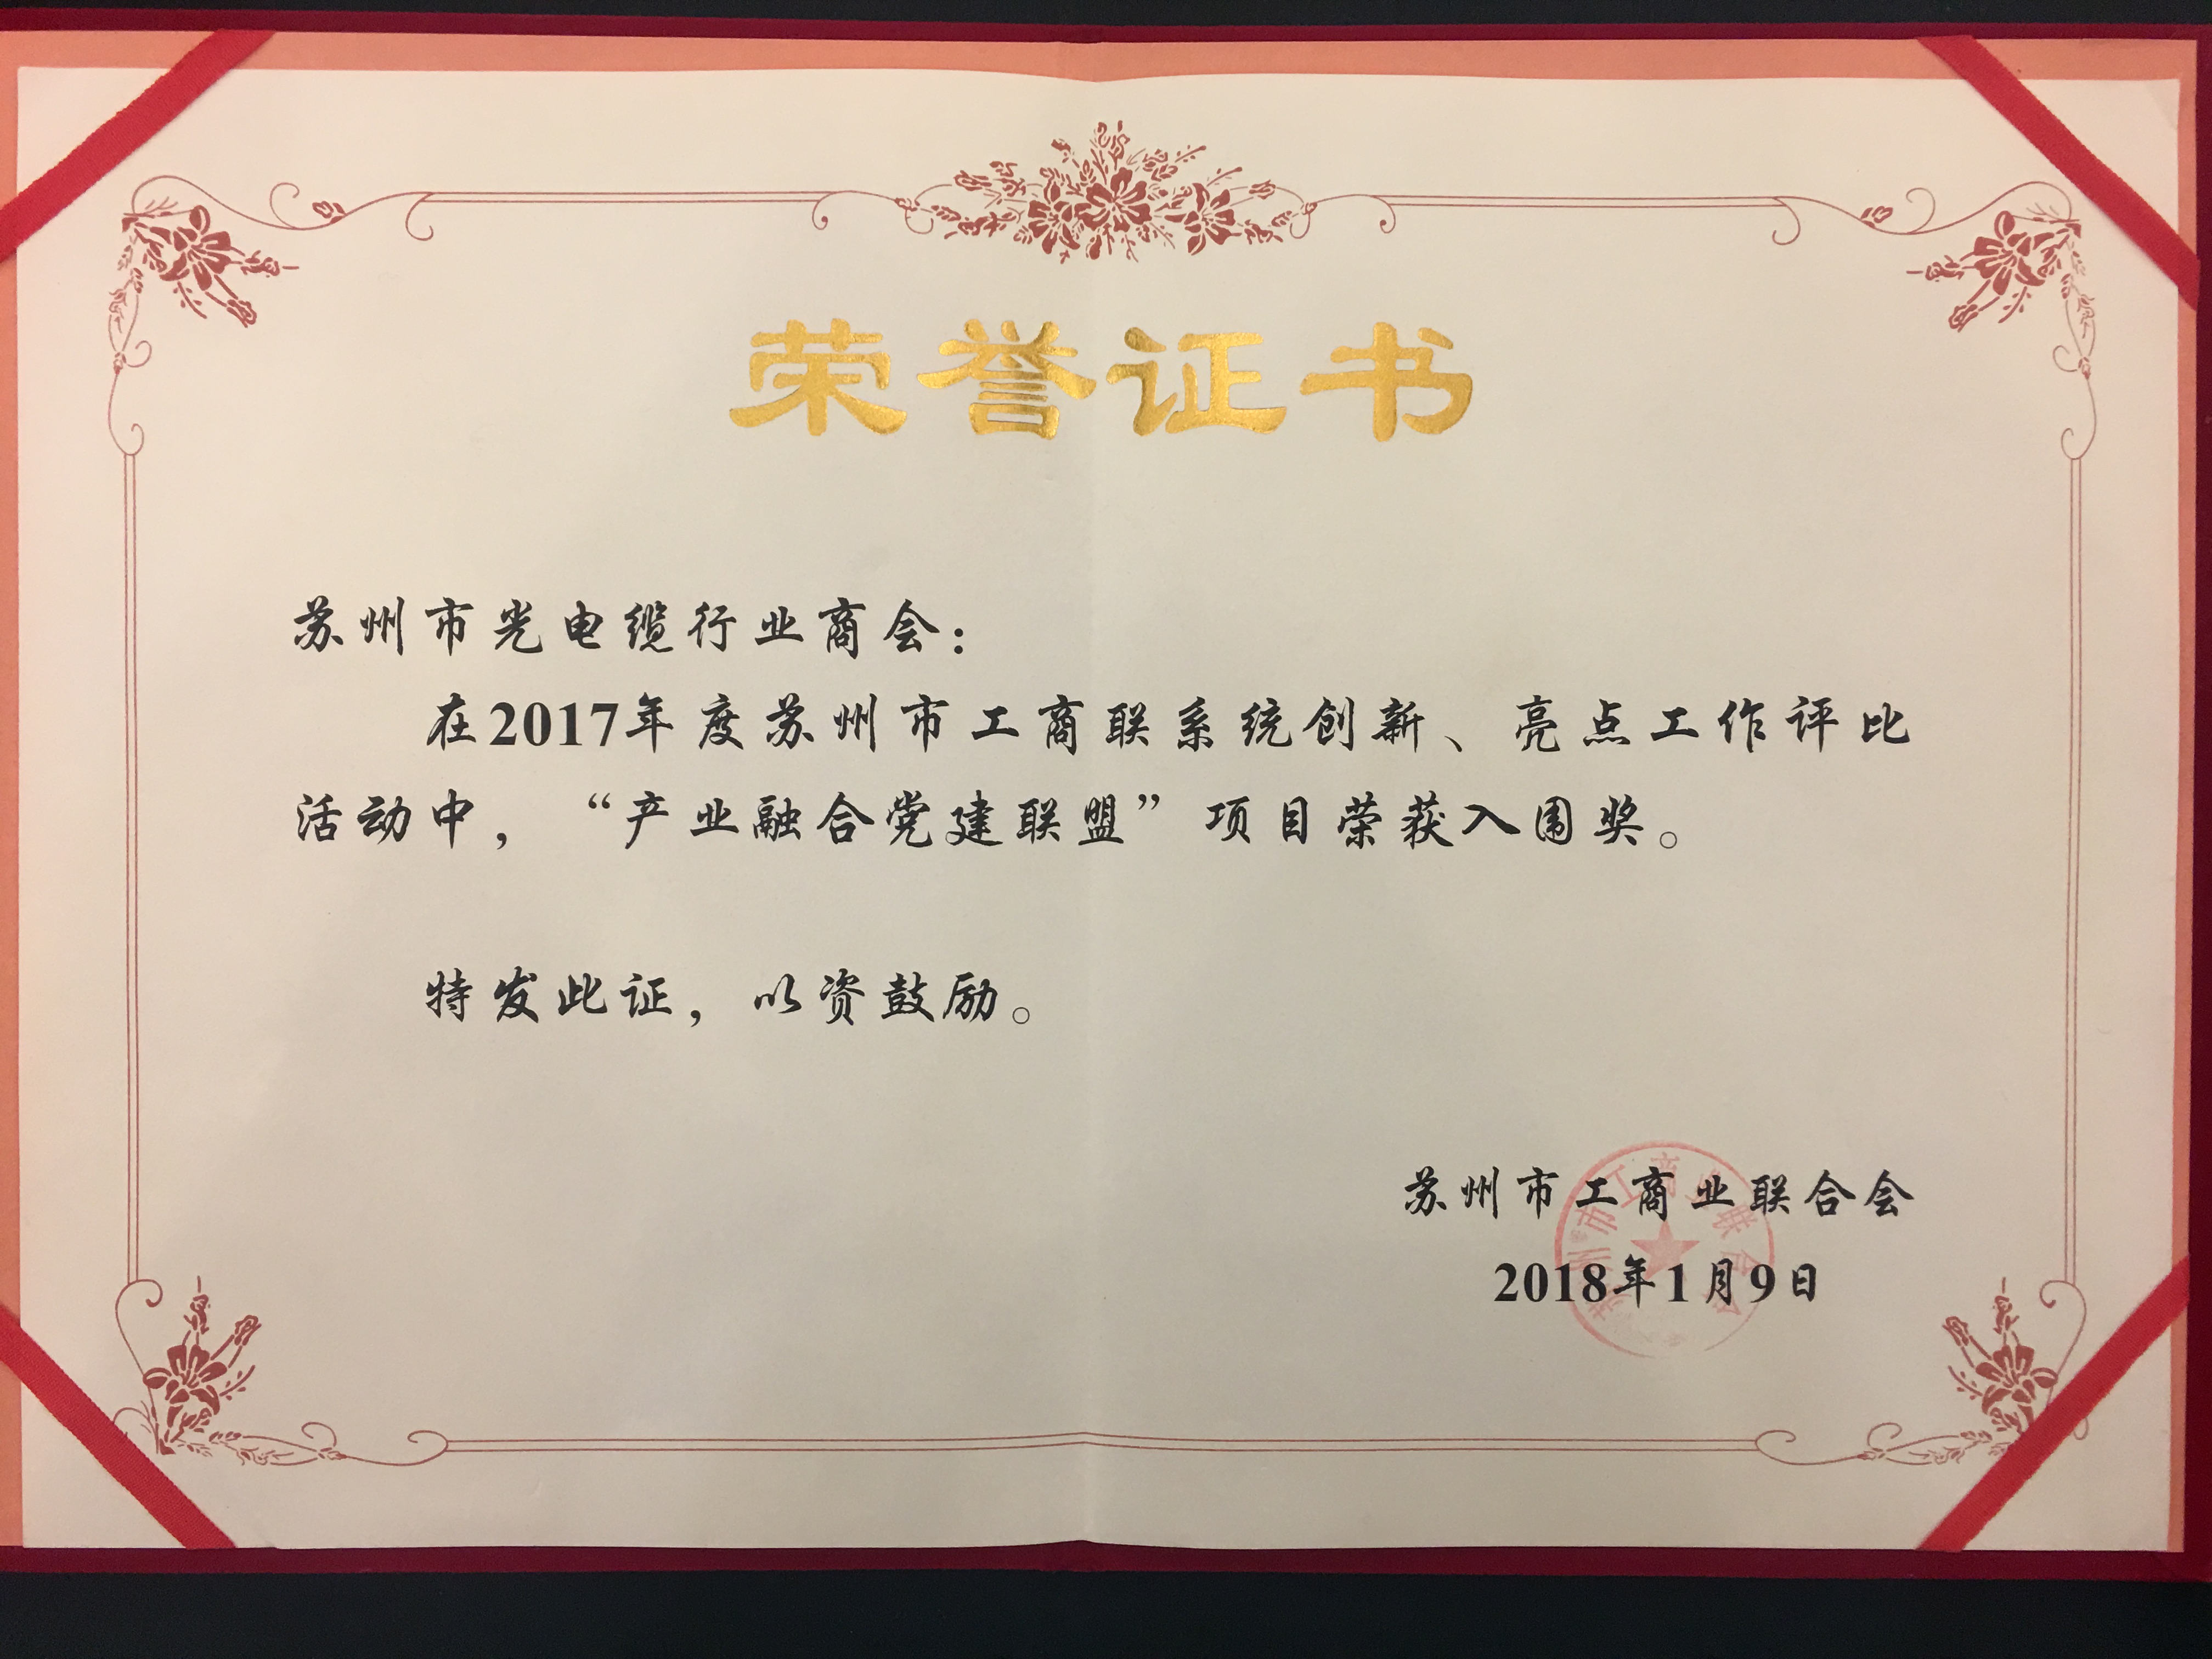 荣誉证书
苏州市光电缆行业商会：
在2017年度苏州市工商联系统创新、亮点工作评比
活动中，“产业融合党建联盟”项目荣获入围奖。
特发此证，以资鼓励。
苏州市工商业联合会
2018年1月9日